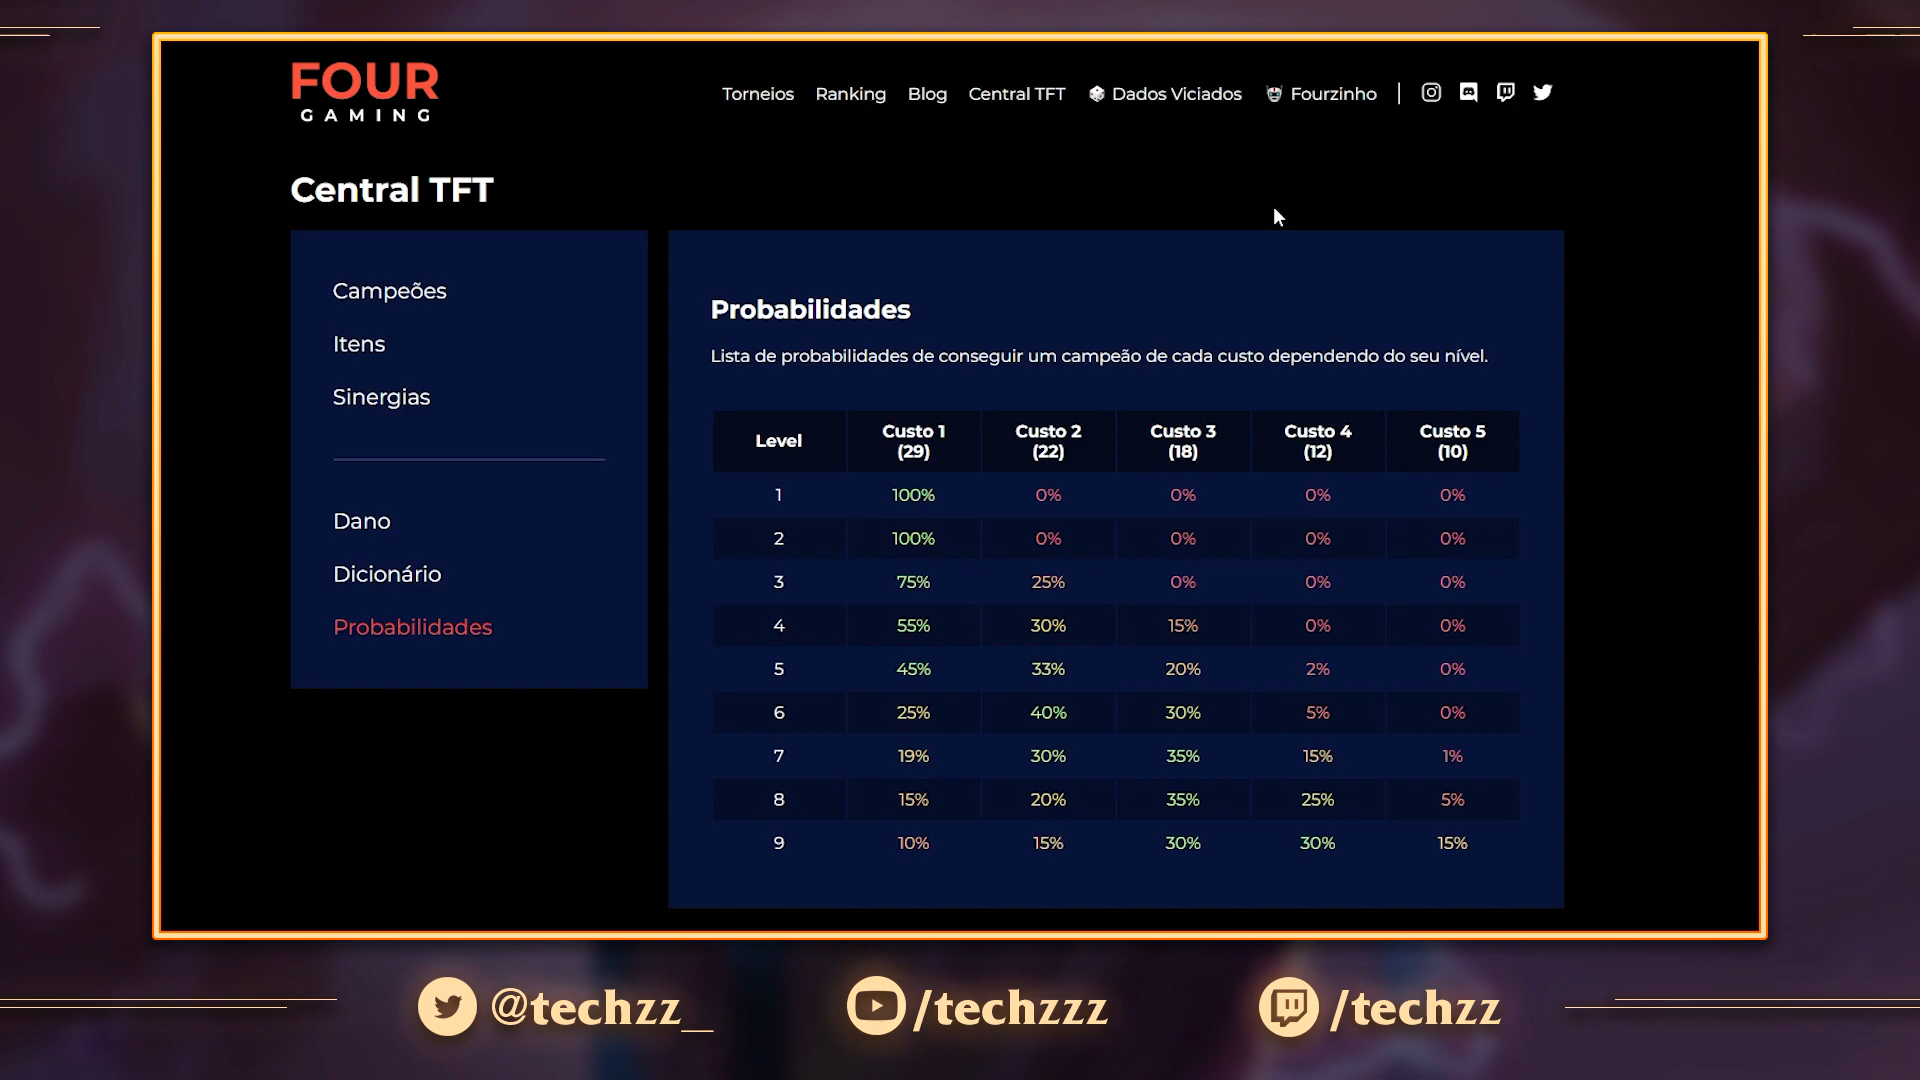 FOUR
GAMING
Torneios Ranking Blog Central TFT Dados Viciados Fourzinho
Central TFT
Campeões
Itens
Sinergias
Dano
Dicionário
Probabilidades
Probabilidades
Lista de probabilidades de conseguir um campeão de cada custo dependendo do seu nível.
Level Custo 1 (29) Custo 2 (22) Custo 3 (18) Custo 4 (12) Custo 5 (10)
1 100% 0% 0% 0% 0%
2 100% 0% 0% 0% 0%
3 75% 25% 0% 0% 0%
4 55% 30% 15% 0% 0%
5 45% 33% 20% 2% 0%
6 25% 40% 30% 5% 0%
7 19% 30% 35% 15% 1%
8 15% 20% 35% 25% 5%
9 10% 15% 30% 30% 15%
@techzz_ /techzzz /techzz